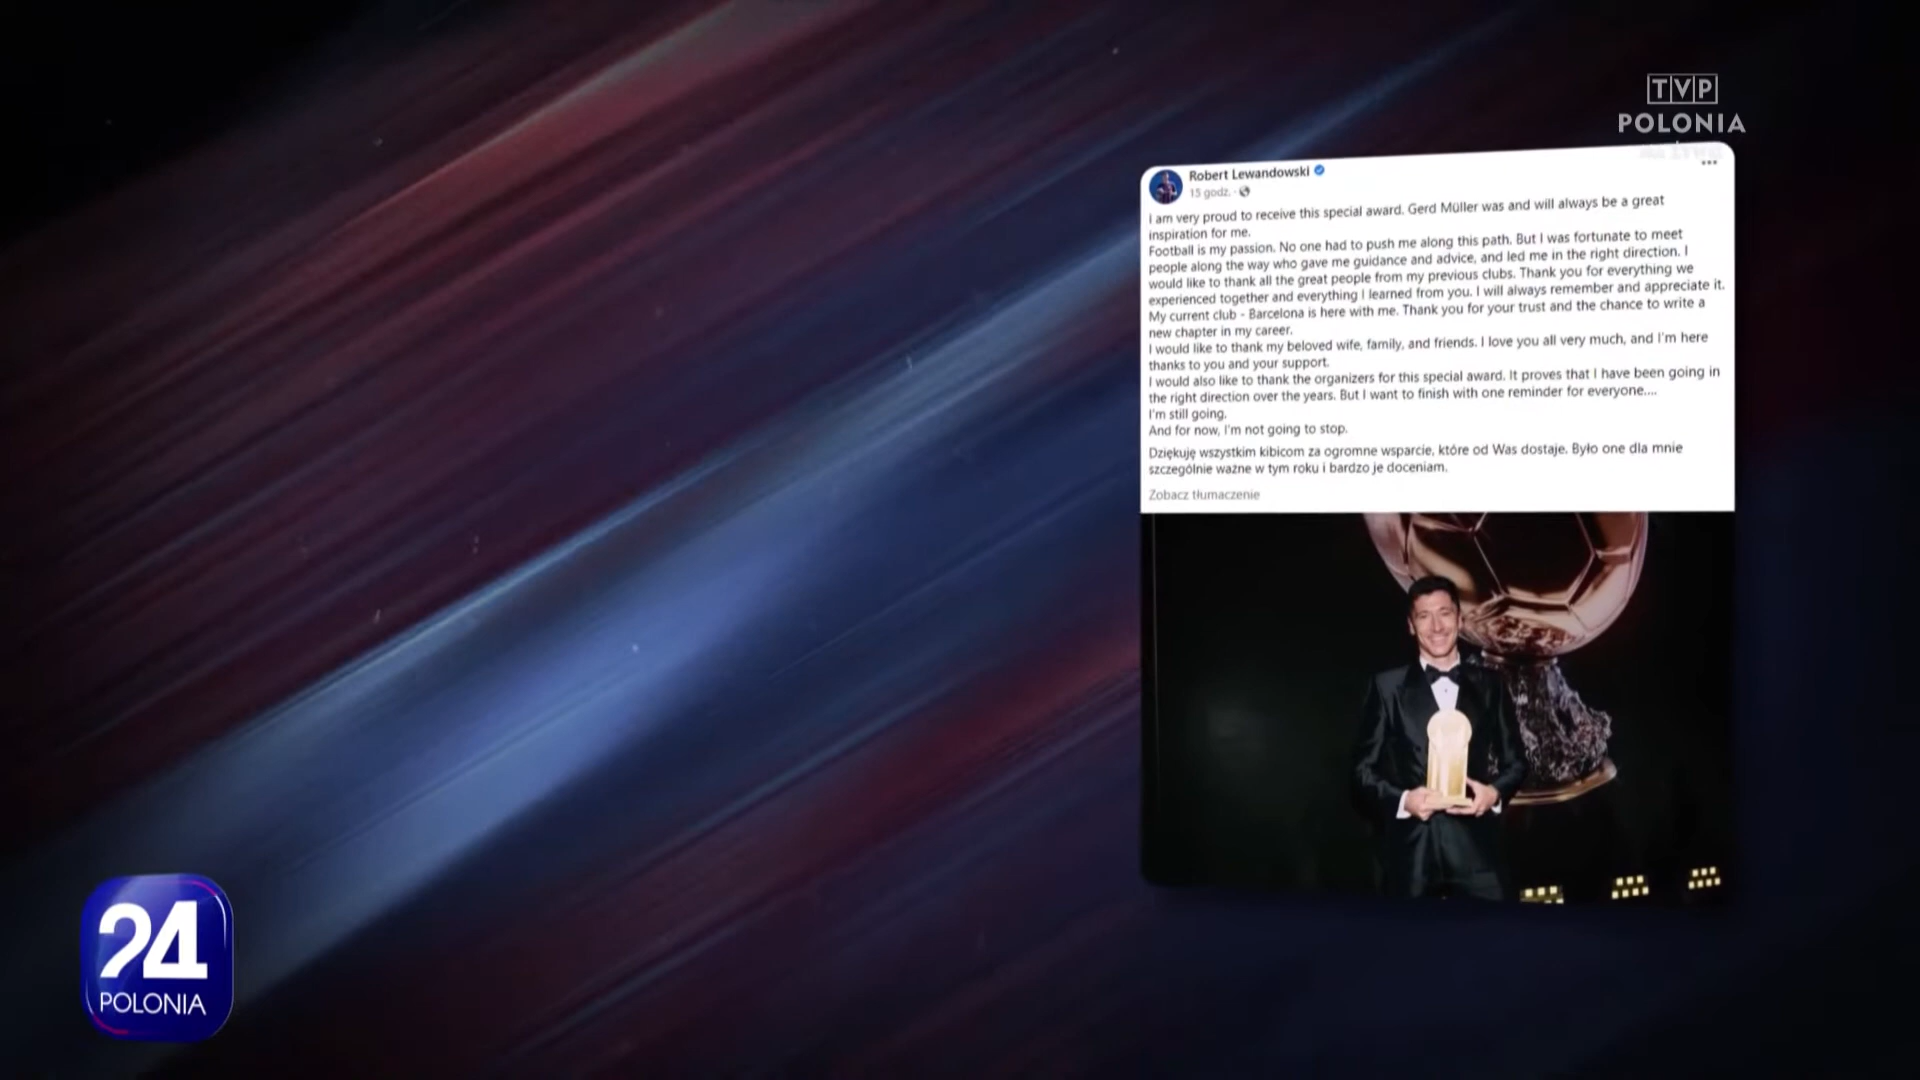 TVP
POLONIA
Robert Lewandowski
15 godz. ·
I am very proud to receive this special award. Gerd Müller was and will always be a great
inspiration for me.
Football is my passion. No one had to push me along this path. But I was fortunate to meet
people along the way who gave me guidance and advice, and led me in the right direction. I
would like to thank all the great people from my previous clubs. Thank you for everything we
experienced together and everything I learned from you. I will always remember and appreciate it.
My current club - Barcelona is here with me. Thank you for your trust and the chance to write a
new chapter in my career.
I would like to thank my beloved wife, family, and friends. I love you all very much, and I'm here
thanks to you and your support.
I would also like to thank the organizers for this special award. It proves that I have been going in
the right direction over the years. But I want to finish with one reminder for everyone....
I'm still going.
And for now, I'm not going to stop.
Dziękuję wszystkim kibicom za ogromne wsparcie, które od Was dostaje. Było one dla mnie
szczególnie ważne w tym roku i bardzo je doceniam.
Zobacz tłumaczenie
24
POLONIA